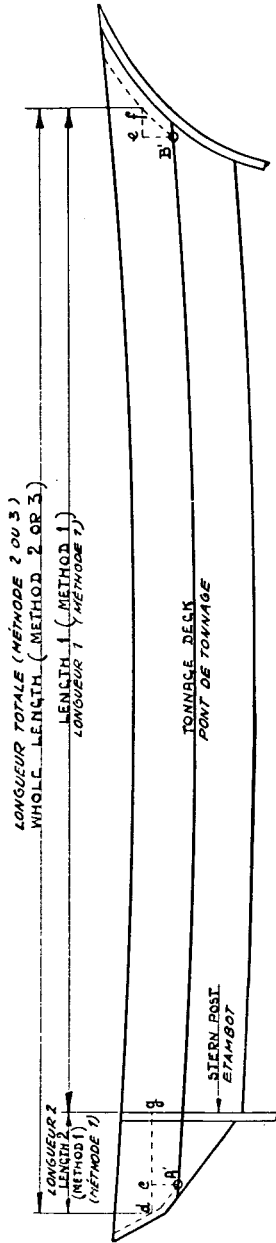 LONGUEUR TOTALE (MÉTHODE 2 OU 3)
WHOLE LENGTH (METHOD 2 OR 3)
LENGTH 1 (METHOD 1)
LONGUEUR 1 (MÉTHODE 1)
LONGUEUR 2
LENGTH 2
(METHOD 1)
(MÉTHODE 1)
d
c
g
A'
e
f
B'
TONNAGE DECK
PONT DE TONNAGE
STERN POST
ETAMBOT